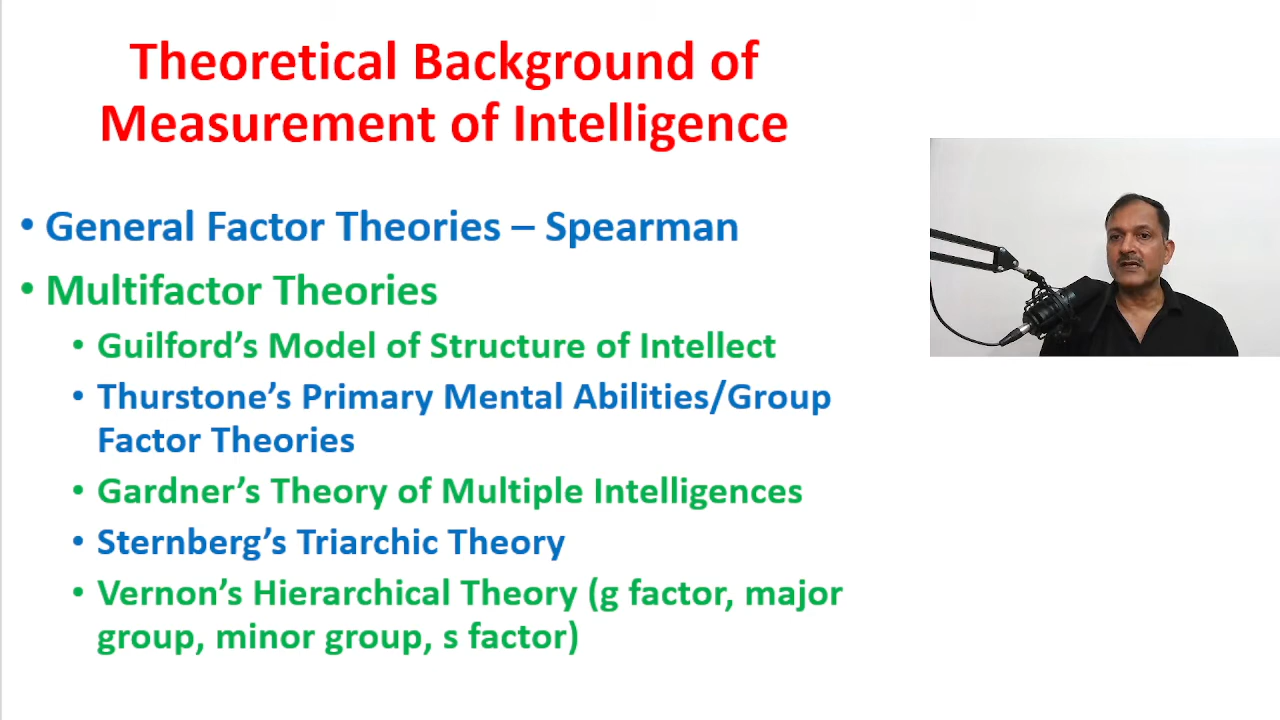 Theoretical Background of
Measurement of Intelligence
• General Factor Theories – Spearman
• Multifactor Theories
• Guilford’s Model of Structure of Intellect
• Thurstone’s Primary Mental Abilities/Group
Factor Theories
• Gardner’s Theory of Multiple Intelligences
• Sternberg’s Triarchic Theory
• Vernon’s Hierarchical Theory (g factor, major
group, minor group, s factor)